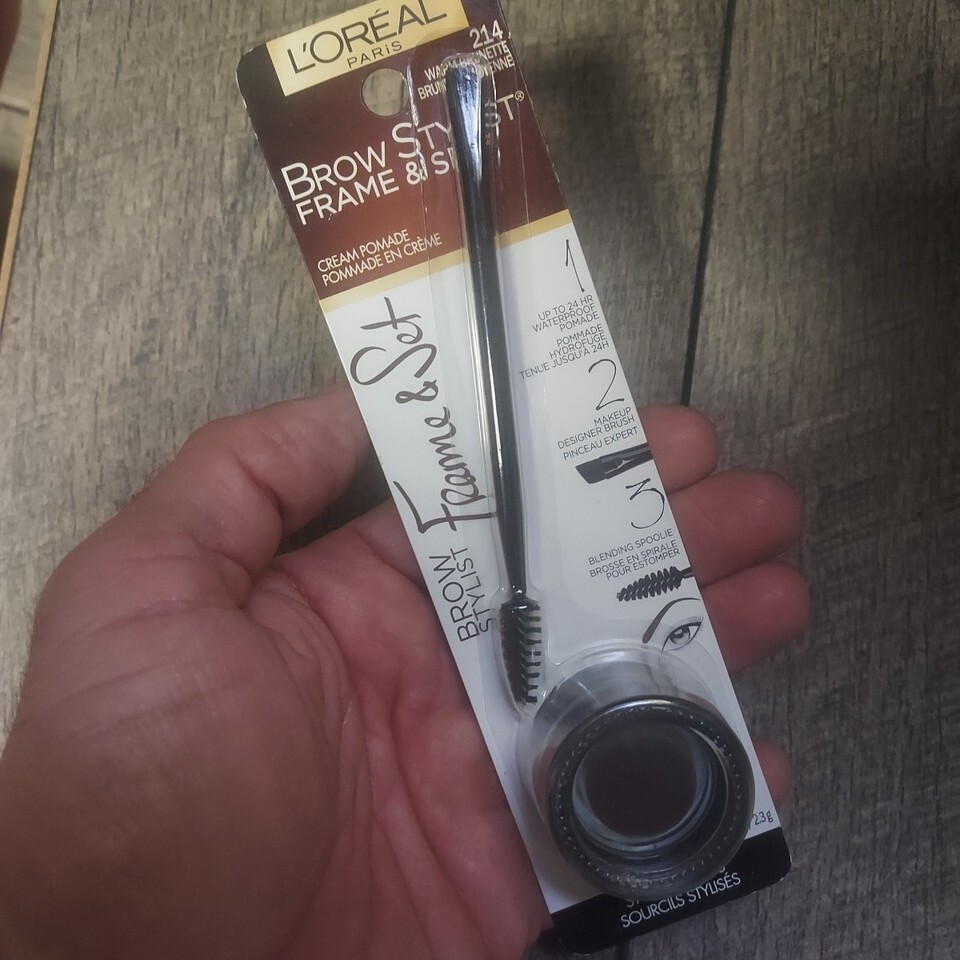 L'ORÉAL
PARIS
214
BROW STYLIST®
FRAME &
CREAM POMADE
POMMADE EN CRÈME
BROW
STYLIST
Frame & Set
1
UP TO 24 HR
WATERPROOF
POMADE
POMMADE
HYDROFUGE
TENUE JUSQU'À 24H
2
MAKEUP
DESIGNER BRUSH
PINCEAU EXPERT
3
BLENDING SPOOLIE
BROSSE EN SPIRALE
POUR ESTOMPER
SOURCILS STYLISÉS